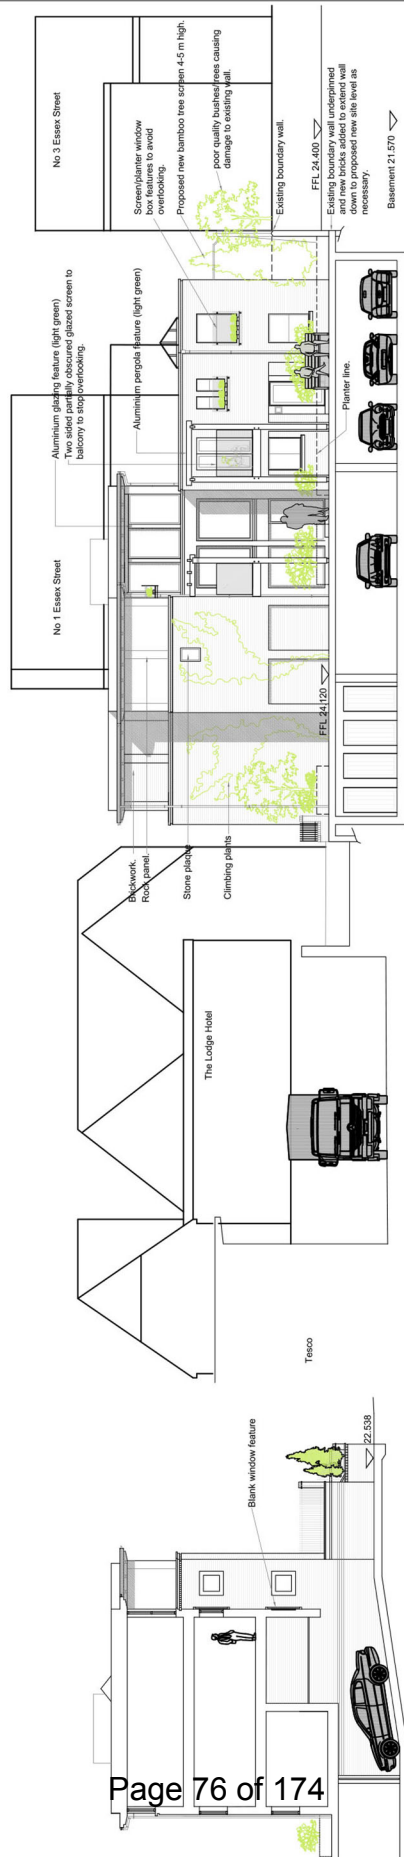 No 3 Essex Street
Screen/planter window
box features to avoid
overlooking.
Proposed new bamboo tree screen 4-5 m high.
poor quality bushes/trees causing
damage to existing wall.
Existing boundary wall.
FFL 24.400
Existing boundary wall underpinned
and new bricks added to extend wall
down to proposed new site level as
necessary.
Basement 21.570
No 1 Essex Street
Aluminium glazing feature (light green)
Two sided partially obscured glazed screen to
balcony to stop overlooking.
Aluminium pergola feature (light green)
Planter line.
FFL 24.120
Brickwork.
Rock panel.
Stone plaque
Climbing plants
The Lodge Hotel
Tesco
Blank window feature
22.538
Page 76 of 174